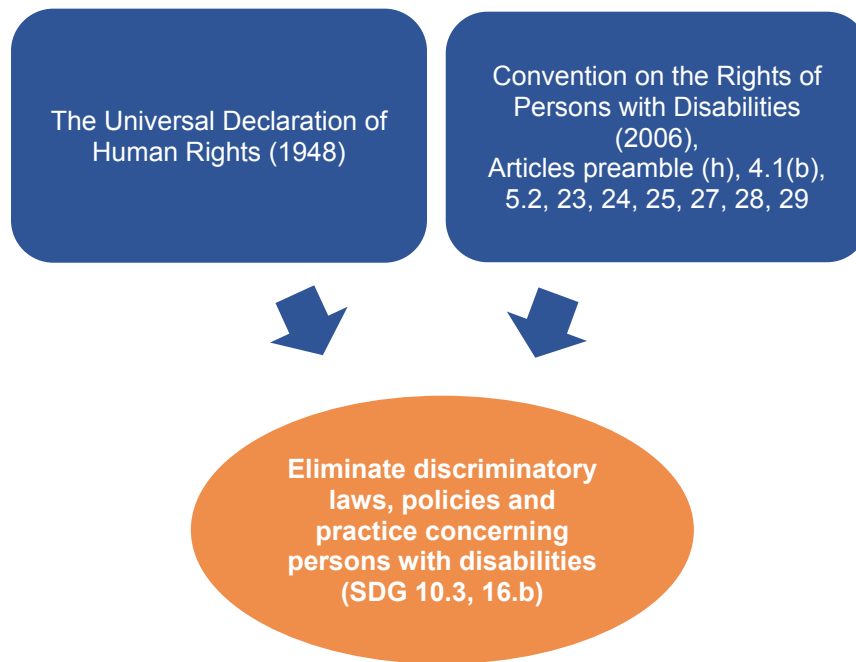 The Universal Declaration of
Human Rights (1948)
Convention on the Rights of
Persons with Disabilities
(2006),
Articles preamble (h), 4.1(b),
5.2, 23, 24, 25, 27, 28, 29
Eliminate discriminatory
laws, policies and
practice concerning
persons with disabilities
(SDG 10.3, 16.b)